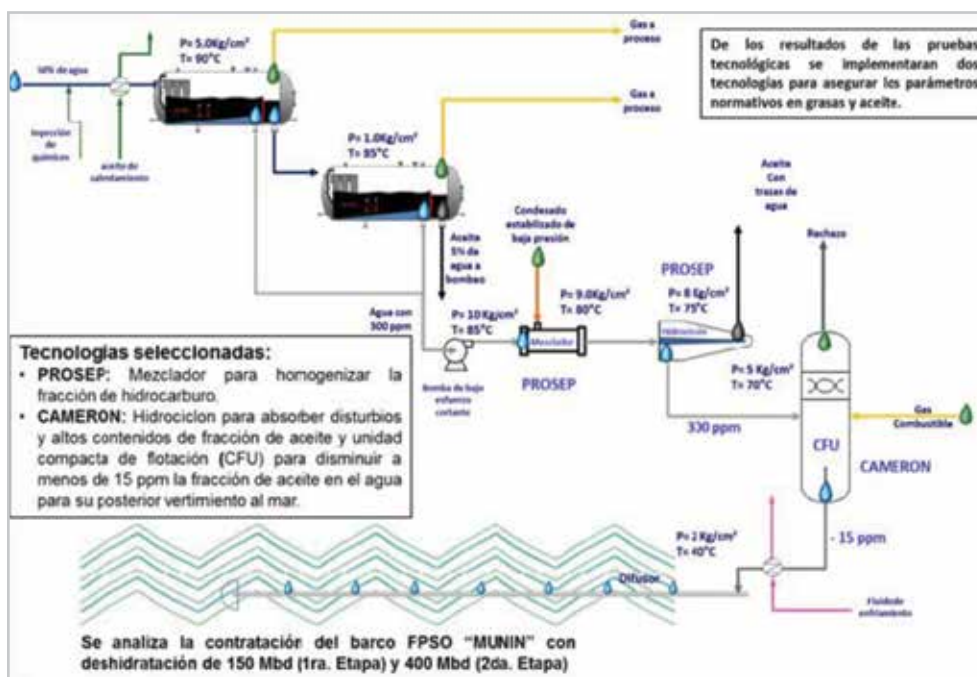 P= 5.0Kg/cm²
T= 90°C
Gas a
proceso
De los resultados de las pruebas
tecnológicas se implementaran dos
tecnologías para asegurar los parámetros
normativos en grasas y aceite.
50% de agua
Inyección
de
químicos
aceite de
calentamiento
P= 1.0Kg/cm²
T= 85°C
Gas a
proceso
Aceite
5% de
agua a
bombeo
Condesado
estabilizado de
baja presión
Aceite
Con
trazas de
agua
Rechazo
PROSEP
P= 8 Kg/cm²
T= 75°C
Agua con
300 ppm
P= 10 Kg/cm²
T= 85°C
P= 9.0Kg/cm²
T= 80°C
Mezclador
PROSEP
Bomba de bajo
esfuerzo
cortante
Hidrociclón
P= 5 Kg/cm²
T= 70°C
300 ppm
Gas
Combustible
CFU
CAMERON
Tecnologías seleccionadas:
• PROSEP: Mezclador para homogenizar la
fracción de hidrocarburo.
• CAMERON: Hidrociclon para absorber disturbios
y altos contenidos de fracción de aceite y unidad
compacta de flotación (CFU) para disminuir a
menos de 15 ppm la fracción de aceite en el agua
para su posterior vertimiento al mar.
P= 2 Kg/cm²
T= 40°C
- 15 ppm
Difusor
Fluido de
enfriamiento
Se analiza la contratación del barco FPSO “MUNIN” con
deshidratación de 150 Mbd (1ra. Etapa) y 400 Mbd (2da. Etapa)